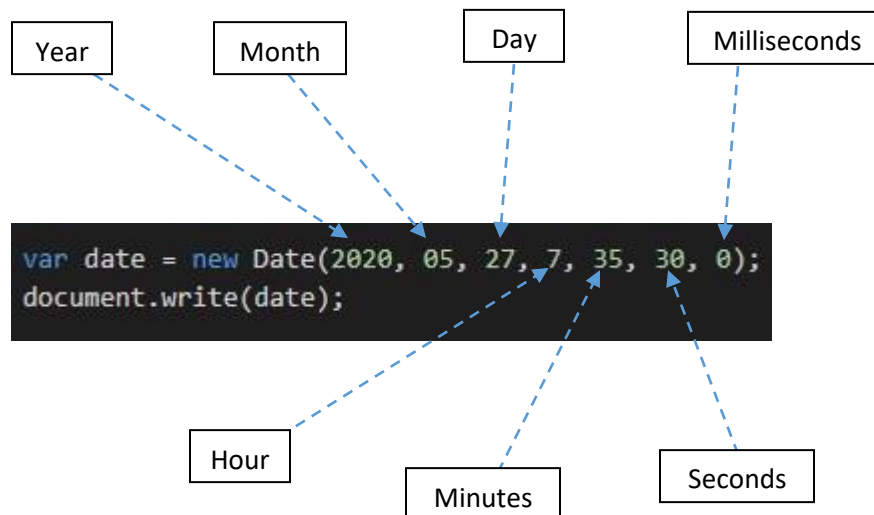 Year
Month
Day
Milliseconds
var date = new Date(2020, 05, 27, 7, 35, 30, 0);
document.write(date);
Hour
Minutes
Seconds